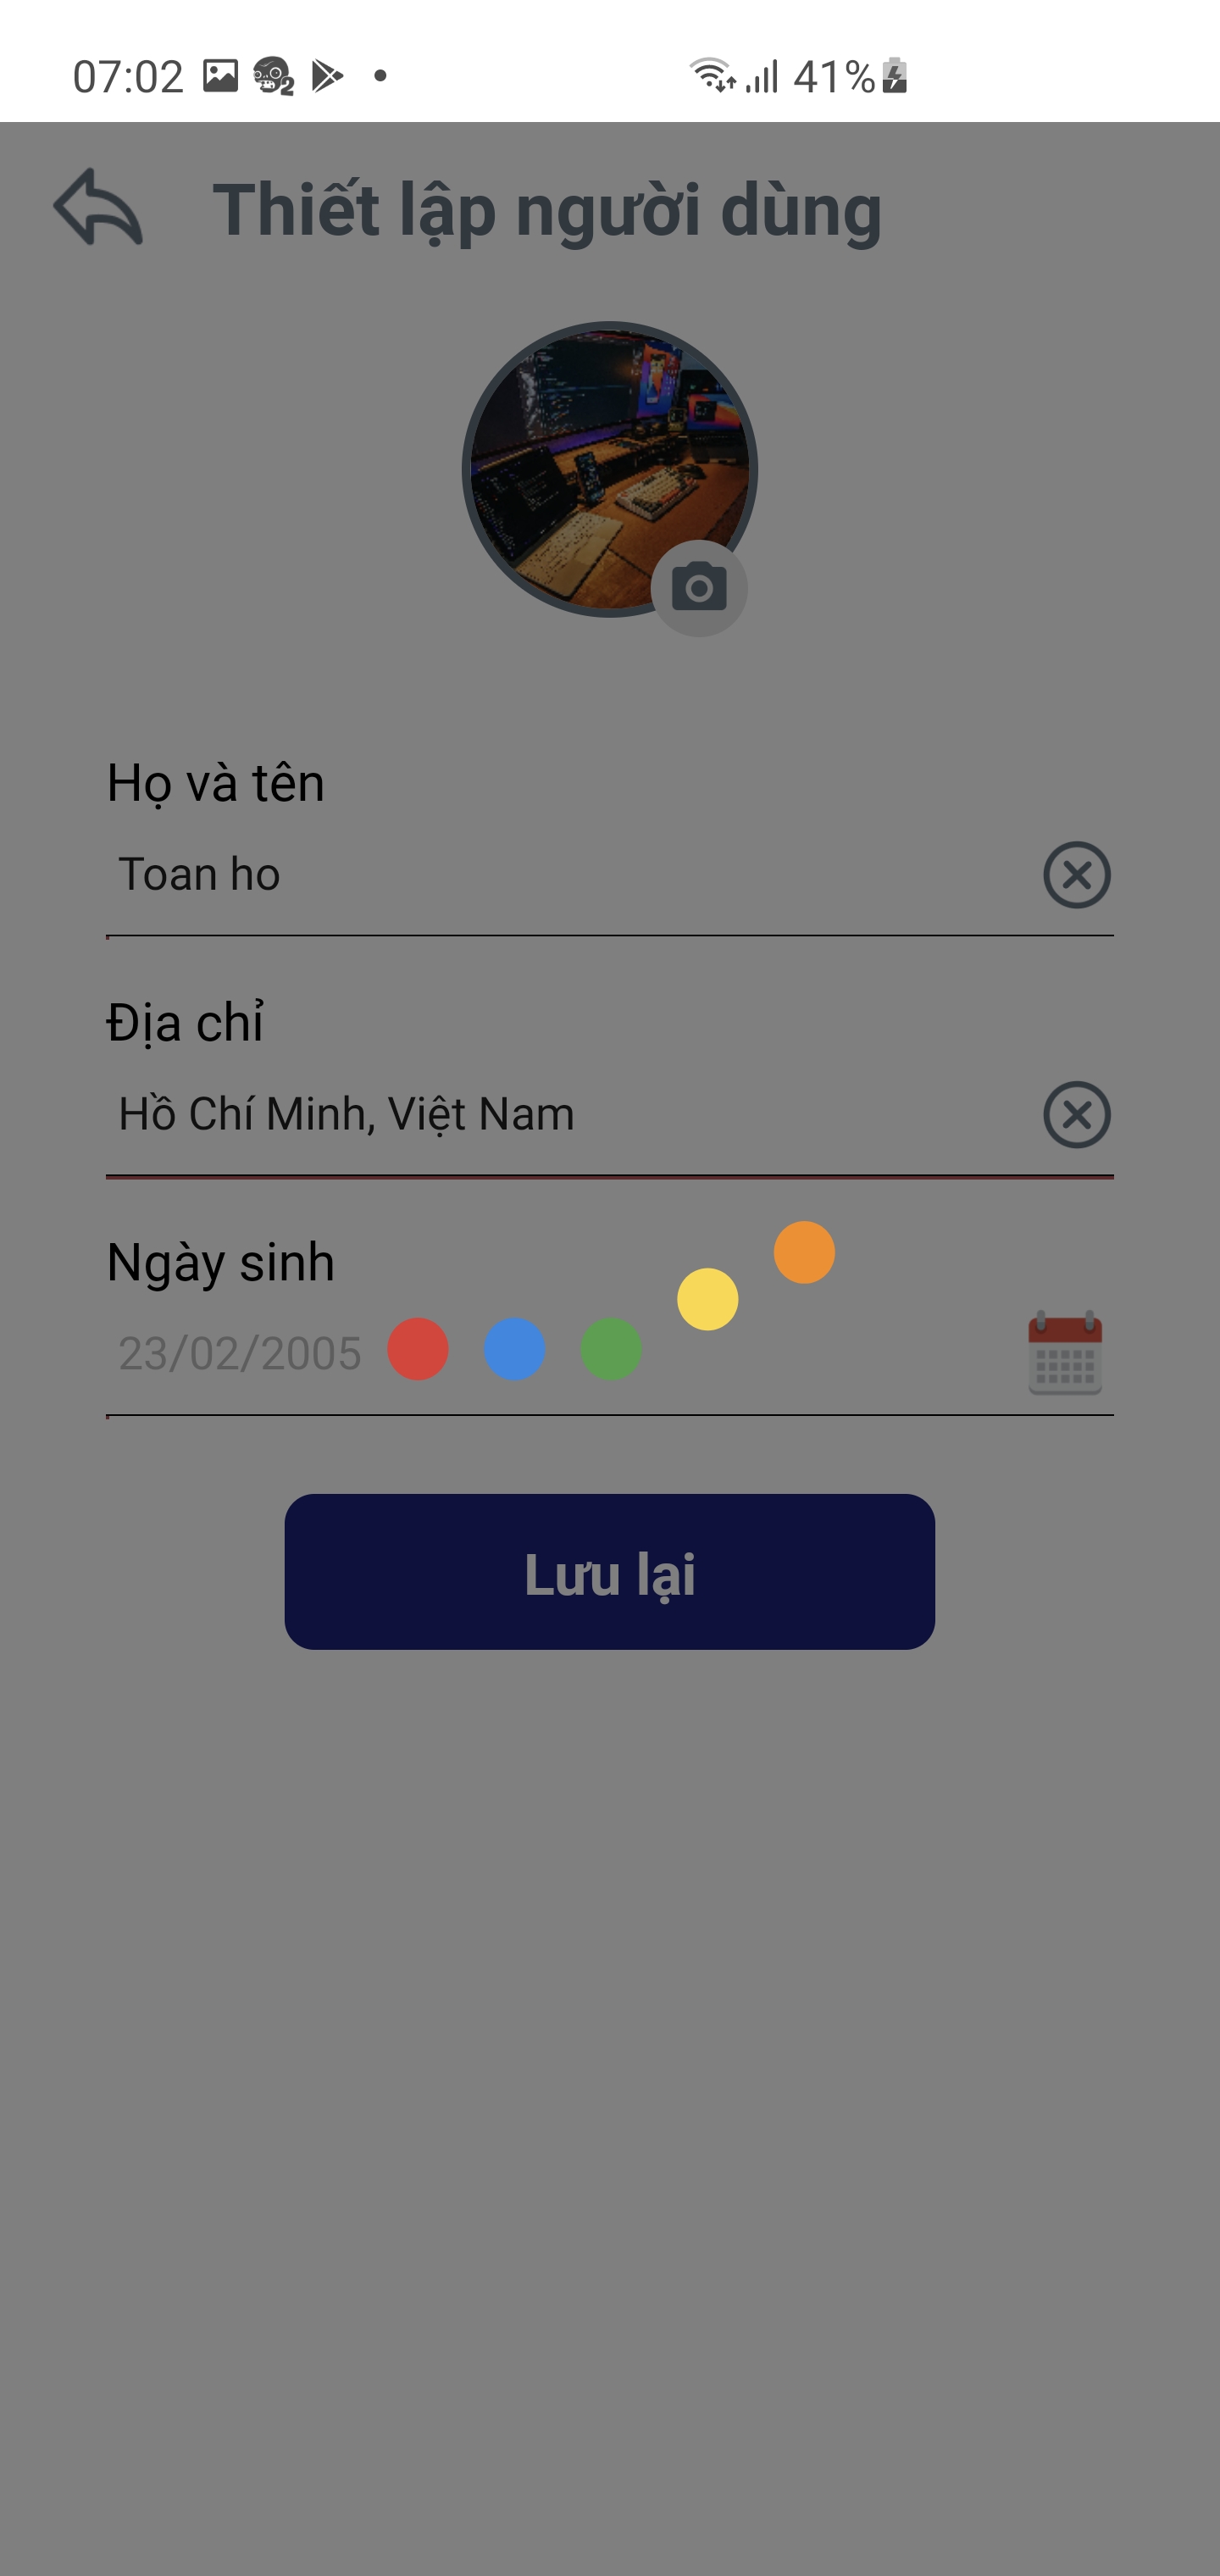 07:02 41%
Thiết lập người dùng
Họ và tên
Toan ho
Địa chỉ
Hồ Chí Minh, Việt Nam
Ngày sinh
23/02/2005
Lưu lại